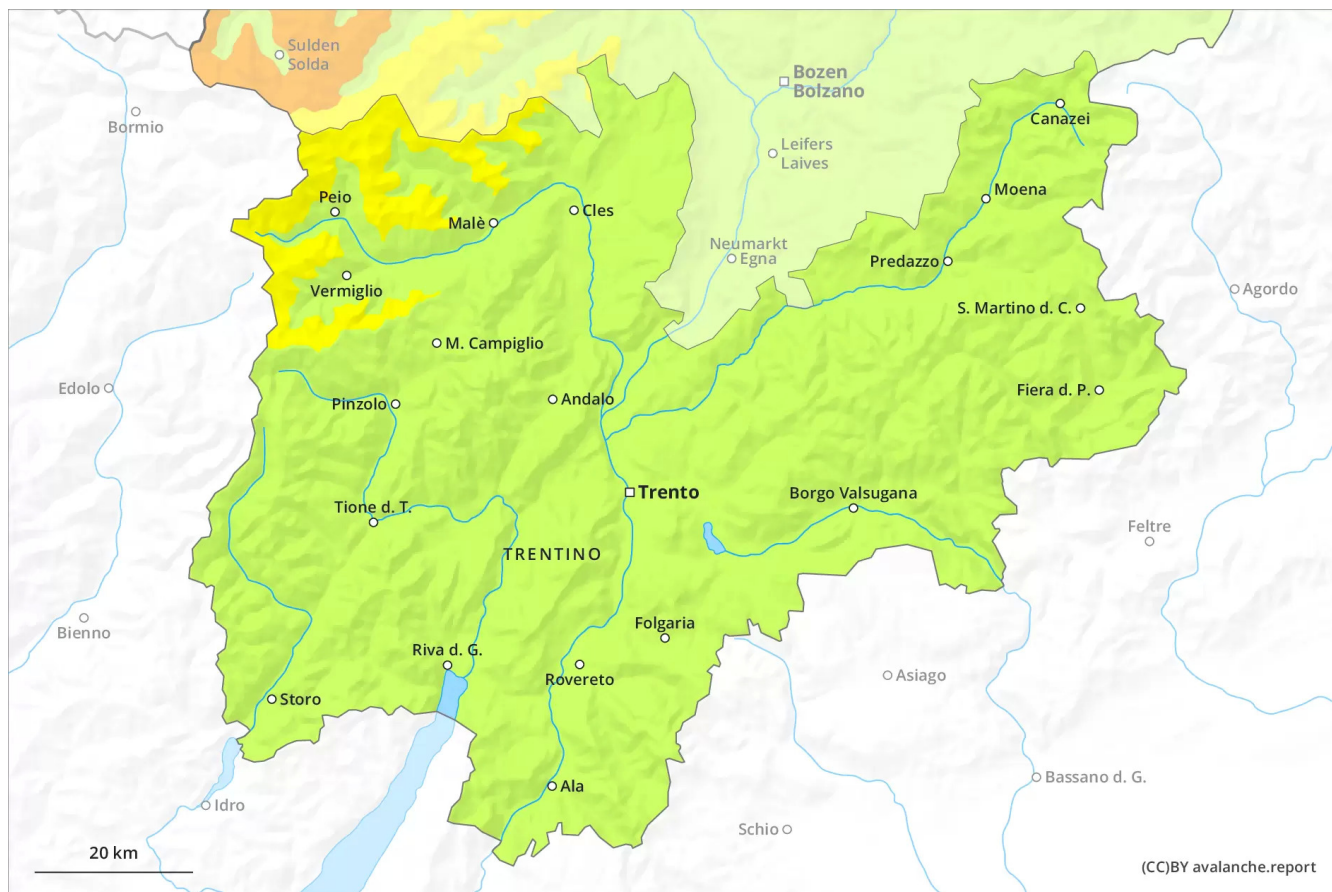 Sulden
Solda
Bozen
Bolzano
Canazei
Bormio
Leifers
Laives
Peio
Moena
Malè
Cles
Neumarkt
Egna
Predazzo
Vermiglio
Agordo
S. Martino d. C.
M. Campiglio
Edolo
Pinzolo
Andalo
Fiera d. P.
Trento
Borgo Valsugana
Tione d. T.
Feltre
TRENTINO
Bienno
Folgaria
Riva d. G.
Rovereto
Asiago
Storo
Bassano d. G.
Ala
Idro
Schio
20 km
(CC)BY avalanche.report